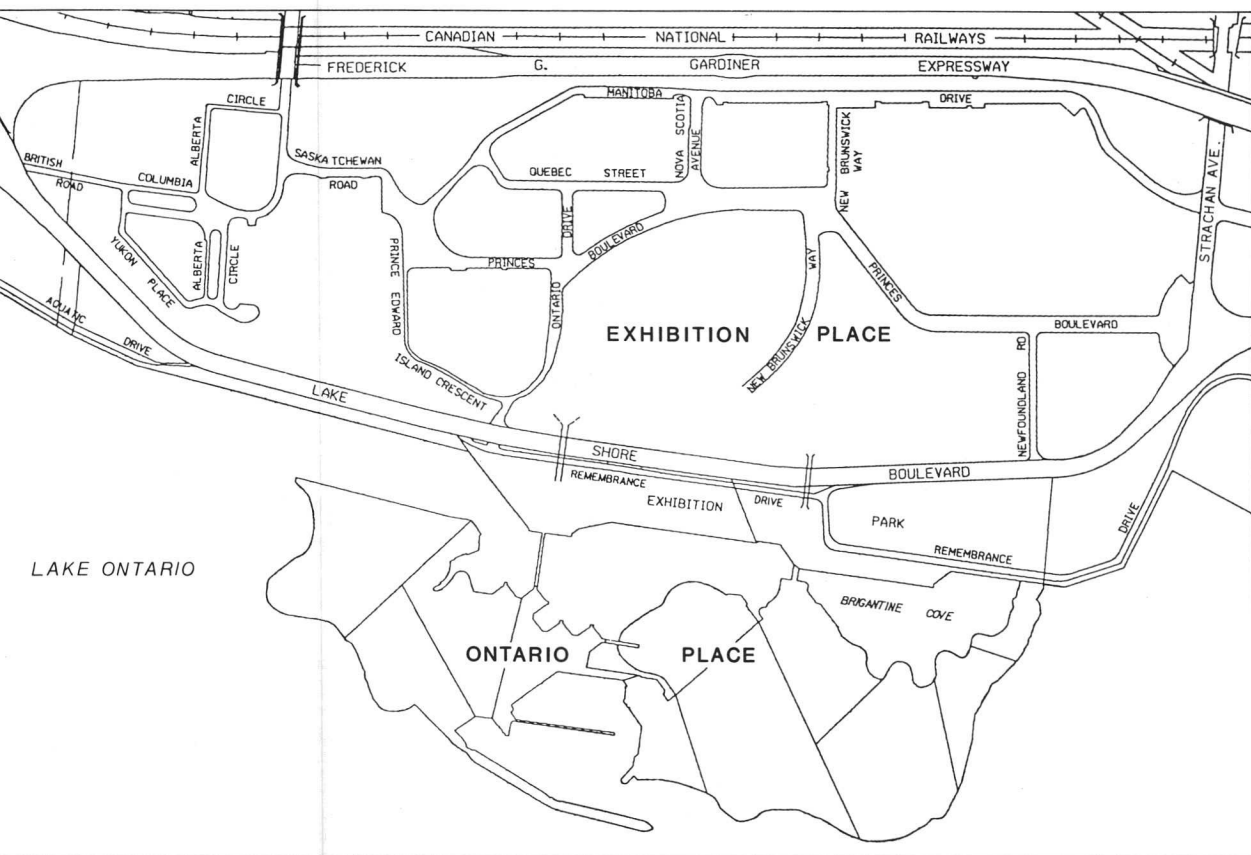 CANADIAN NATIONAL RAILWAYS
FREDERICK G. GARDINER EXPRESSWAY
MANITOBA DRIVE
CIRCLE
ALBERTA
NOVA SCOTIA AVENUE
NEW BRUNSWICK WAY
STRACHAN AVE.
SASKATCHEWAN ROAD
BRITISH COLUMBIA ROAD
QUEBEC STREET
DRIVE
BOULEVARD
PRINCES
YUKON PLACE
ALBERTA CIRCLE
PRINCE EDWARD ISLAND CRESCENT
ONTARIO
NEW BRUNSWICK WAY
PRINCES BOULEVARD
AQUATIC DRIVE
EXHIBITION PLACE
NEWFOUNDLAND RD
LAKE SHORE BOULEVARD
REMEMBRANCE DRIVE
EXHIBITION PARK
REMEMBRANCE DRIVE
LAKE ONTARIO
BRIGANTINE COVE
ONTARIO PLACE